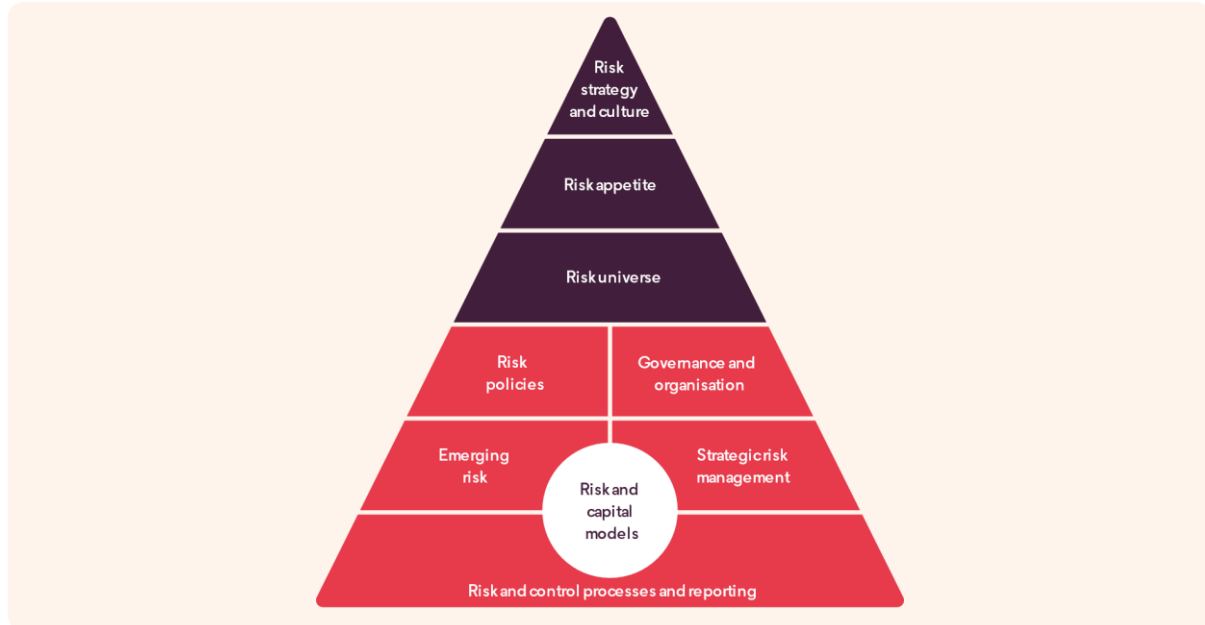 Risk
strategy
and culture
Risk appetite
Risk universe
Risk
policies
Governance and
organisation
Emerging
risk
Strategic risk
management
Risk and
capital
models
Risk and control processes and reporting